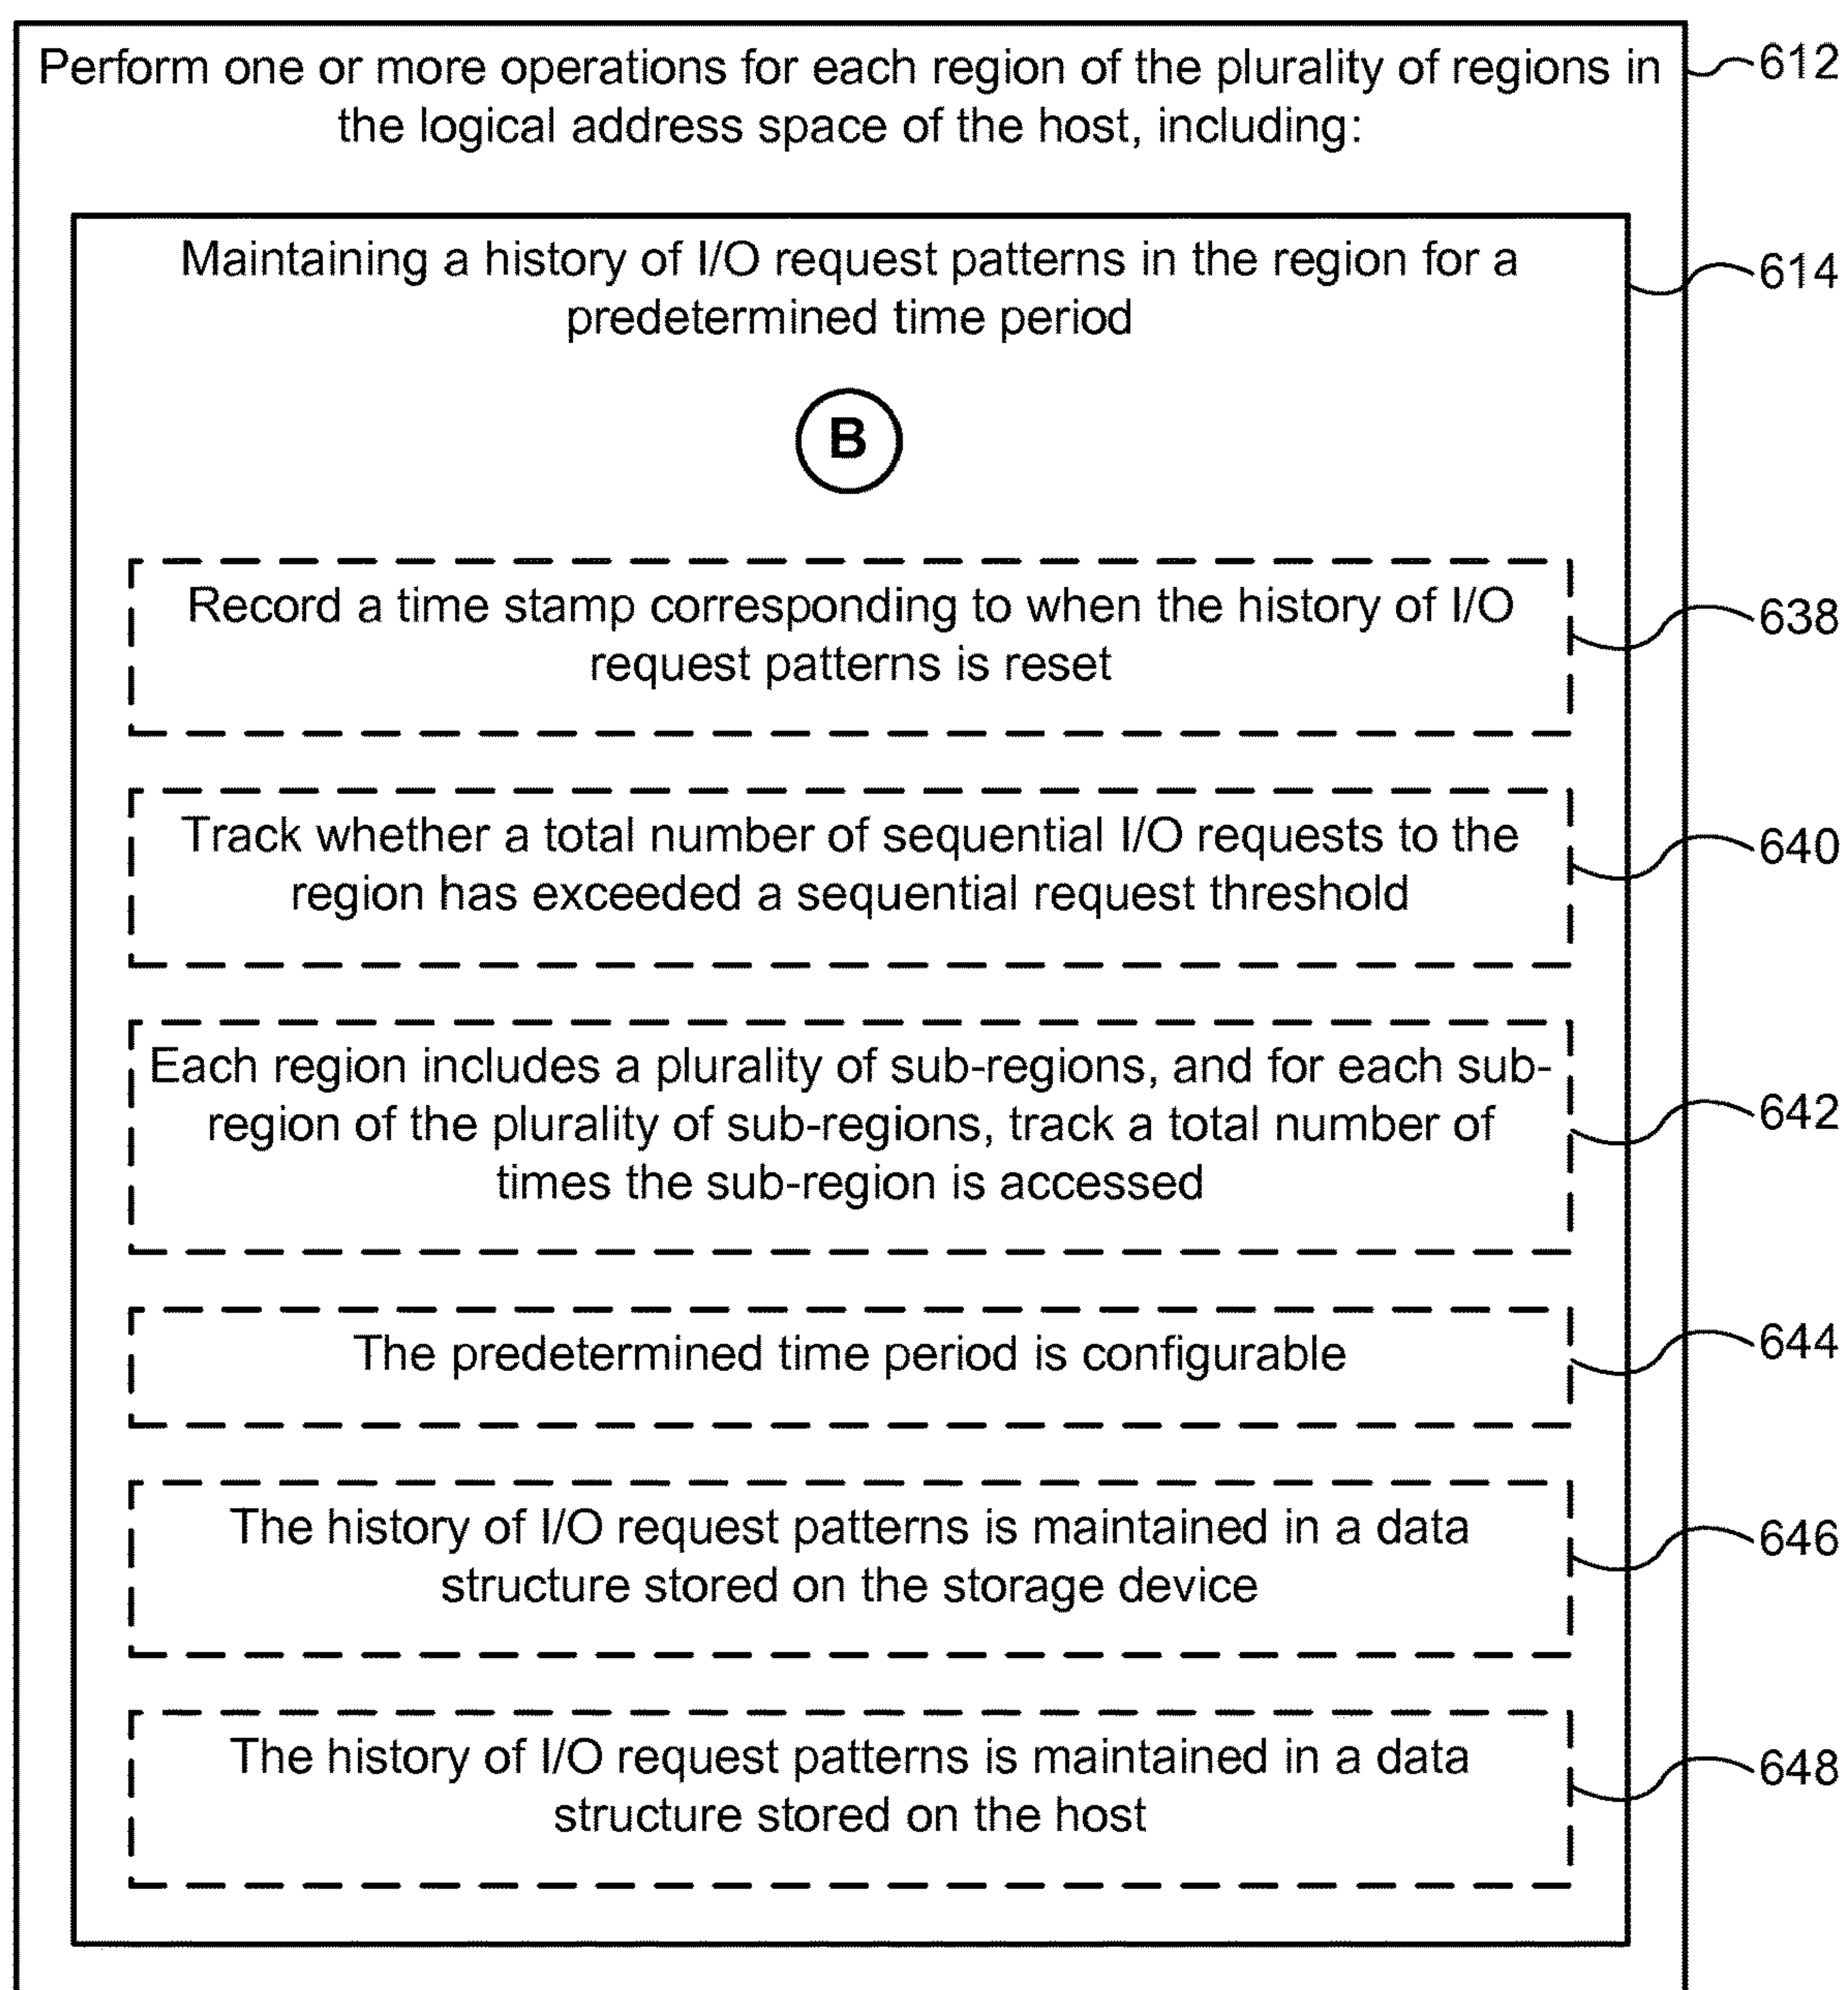 Perform one or more operations for each region of the plurality of regions in
the logical address space of the host, including:
612
Maintaining a history of I/O request patterns in the region for a
predetermined time period
614
B
Record a time stamp corresponding to when the history of I/O
request patterns is reset
638
Track whether a total number of sequential I/O requests to the
region has exceeded a sequential request threshold
640
Each region includes a plurality of sub-regions, and for each sub-
region of the plurality of sub-regions, track a total number of
times the sub-region is accessed
642
The predetermined time period is configurable
644
The history of I/O request patterns is maintained in a data
structure stored on the storage device
646
The history of I/O request patterns is maintained in a data
structure stored on the host
648